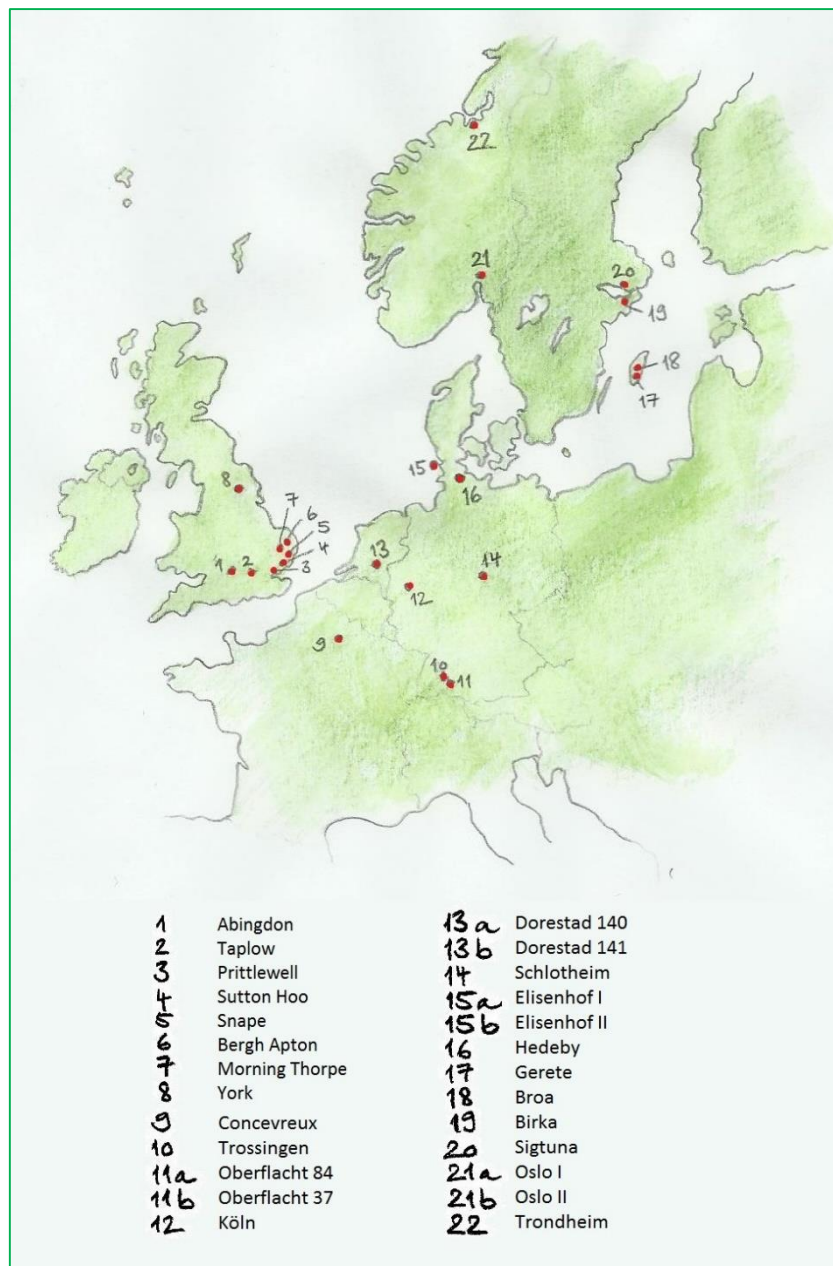 22
21
20
19
18
17
15
16
8
7
6
5
4
3
1
2
13
14
12
9
10
11
1 Abingdon
2 Taplow
3 Prittlewell
4 Sutton Hoo
5 Snape
6 Bergh Apton
7 Morning Thorpe
8 York
9 Concevreux
10 Trossingen
11a Oberflacht 84
11b Oberflacht 37
12 Köln
13a Dorestad 140
13b Dorestad 141
14 Schlotheim
15a Elisenhof I
15b Elisenhof II
16 Hedeby
17 Gerete
18 Broa
19 Birka
20 Sigtuna
21a Oslo I
21b Oslo II
22 Trondheim